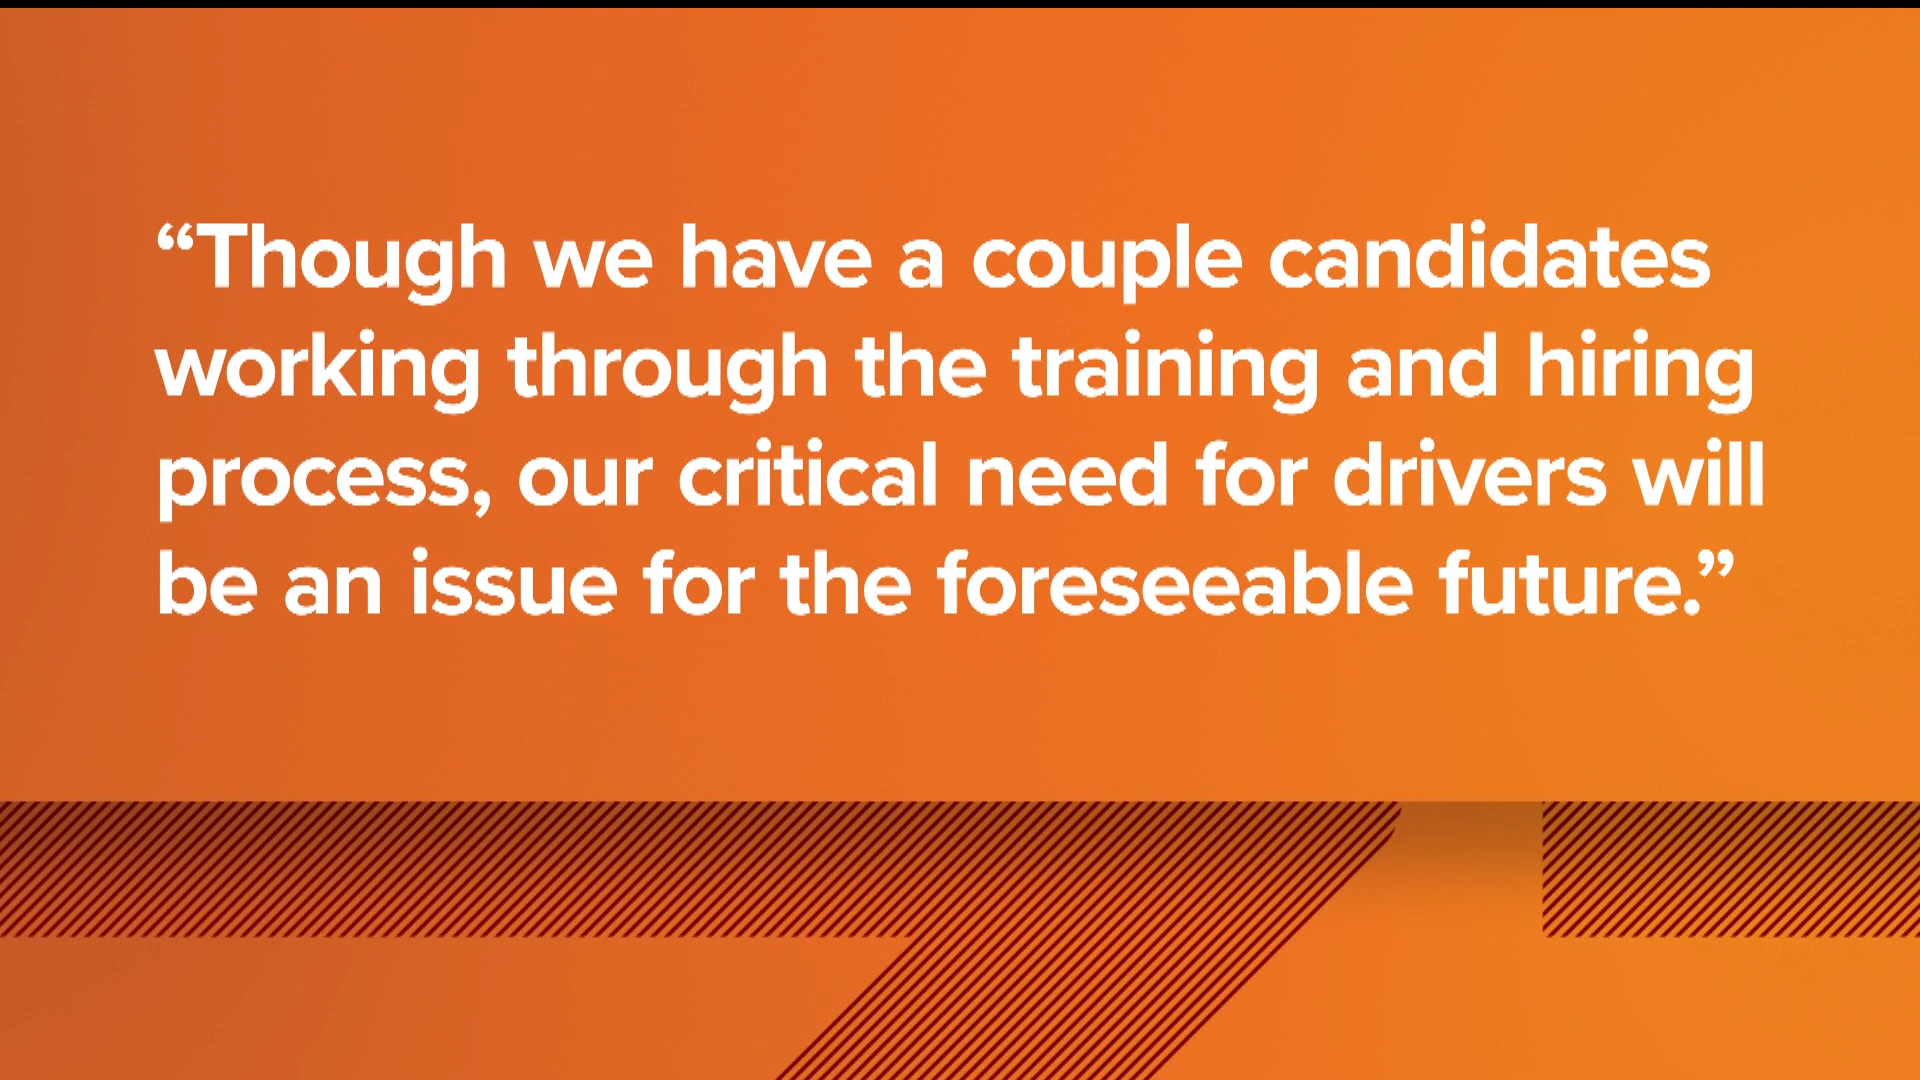 “Though we have a couple candidates
working through the training and hiring
process, our critical need for drivers will
be an issue for the foreseeable future.”